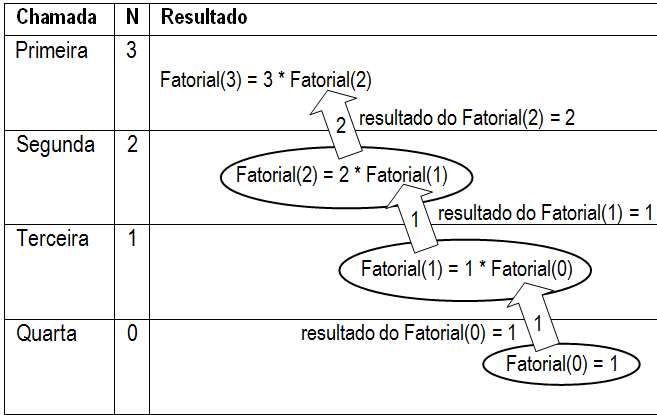 Chamada N Resultado
Primeira 3
Fatorial(3) = 3 * Fatorial(2)
2 resultado do Fatorial(2) = 2
Segunda 2
Fatorial(2) = 2 * Fatorial(1)
1 resultado do Fatorial(1) = 1
Terceira 1
Fatorial(1) = 1 * Fatorial(0)
Quarta 0 resultado do Fatorial(0) = 1 1
Fatorial(0) = 1